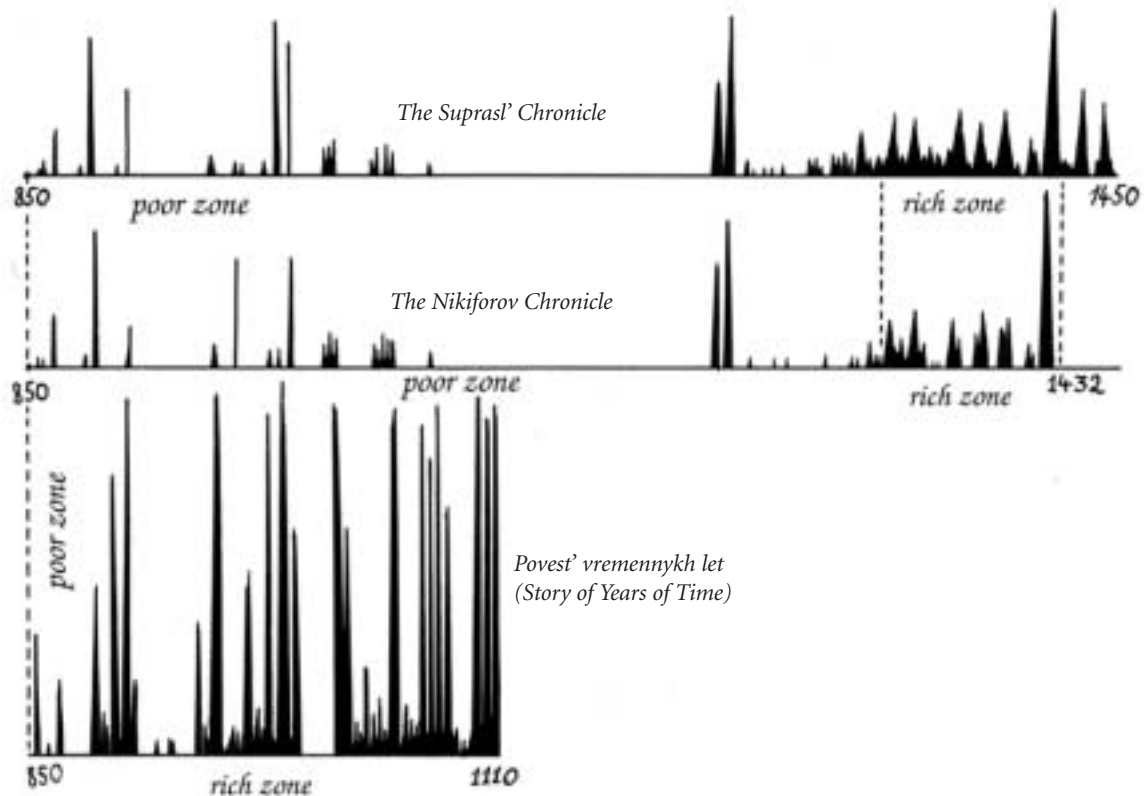 The Suprasl' Chronicle
850
poor zone
rich zone
1450
The Nikiforov Chronicle
850
poor zone
rich zone
1432
poor zone
Povest' vremennykh let
(Story of Years of Time)
850
rich zone
1110